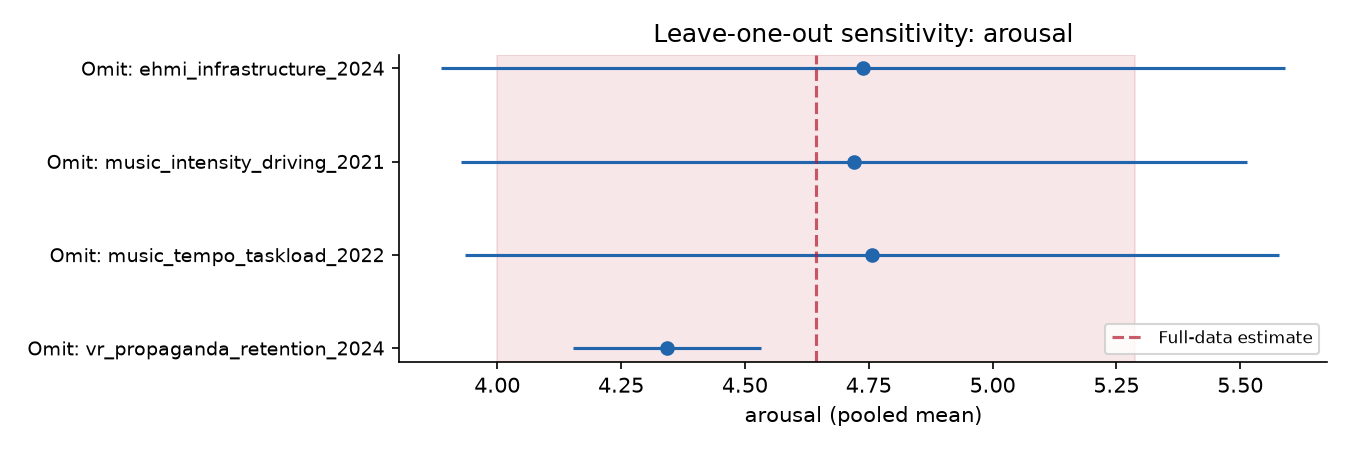 Leave-one-out sensitivity: arousal
Omit: ehmi_infrastructure_2024
Omit: music_intensity_driving_2021
Omit: music_tempo_taskload_2022
Omit: vr_propaganda_retention_2024
Full-data estimate
4.00 4.25 4.50 4.75 5.00 5.25 5.50
arousal (pooled mean)